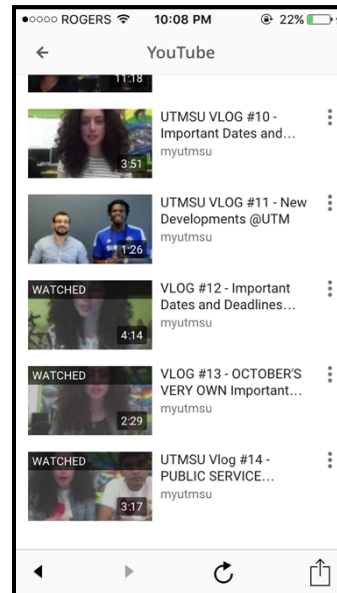 ROGERS 10:08 PM 22%
YouTube
11:18
UTMSU VLOG #10 -
Important Dates and...
myutmsu
3:51
UTMSU VLOG #11 - New
Developments @UTM
myutmsu
1:26
WATCHED
VLOG #12 - Important
Dates and Deadlines...
myutmsu
4:14
WATCHED
VLOG #13 - OCTOBER'S
VERY OWN Important...
myutmsu
2:29
WATCHED
UTMSU Vlog #14 -
PUBLIC SERVICE...
myutmsu
3:17